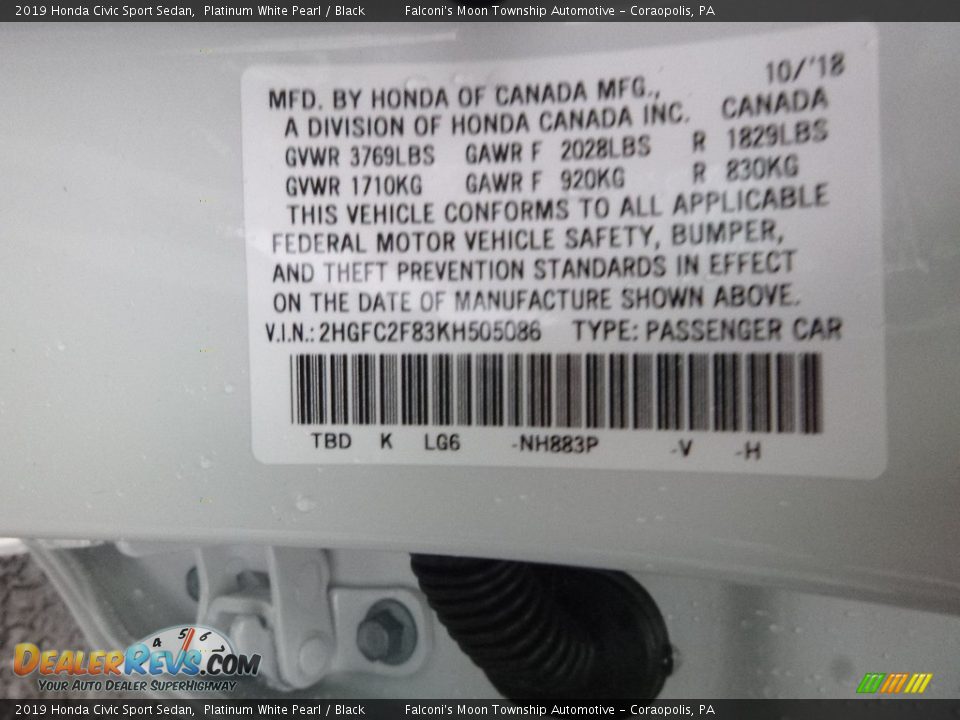 2019 Honda Civic Sport Sedan, Platinum White Pearl / Black Falconi's Moon Township Automotive - Coraopolis, PA
10/'18
MFD. BY HONDA OF CANADA MFG.,
A DIVISION OF HONDA CANADA INC. CANADA
GVWR 3769LBS GAWR F 2028LBS R 1829LBS
GVWR 1710KG GAWR F 920KG R 830KG
THIS VEHICLE CONFORMS TO ALL APPLICABLE
FEDERAL MOTOR VEHICLE SAFETY, BUMPER,
AND THEFT PREVENTION STANDARDS IN EFFECT
ON THE DATE OF MANUFACTURE SHOWN ABOVE.
V.I.N.: 2HGFC2F83KH505086 TYPE: PASSENGER CAR
TBD K LG6 -NH883P -V -H
4 5 6 7
DEALERREVS.COM
YOUR AUTO DEALER SUPERHIGHWAY
2019 Honda Civic Sport Sedan, Platinum White Pearl / Black Falconi's Moon Township Automotive - Coraopolis, PA